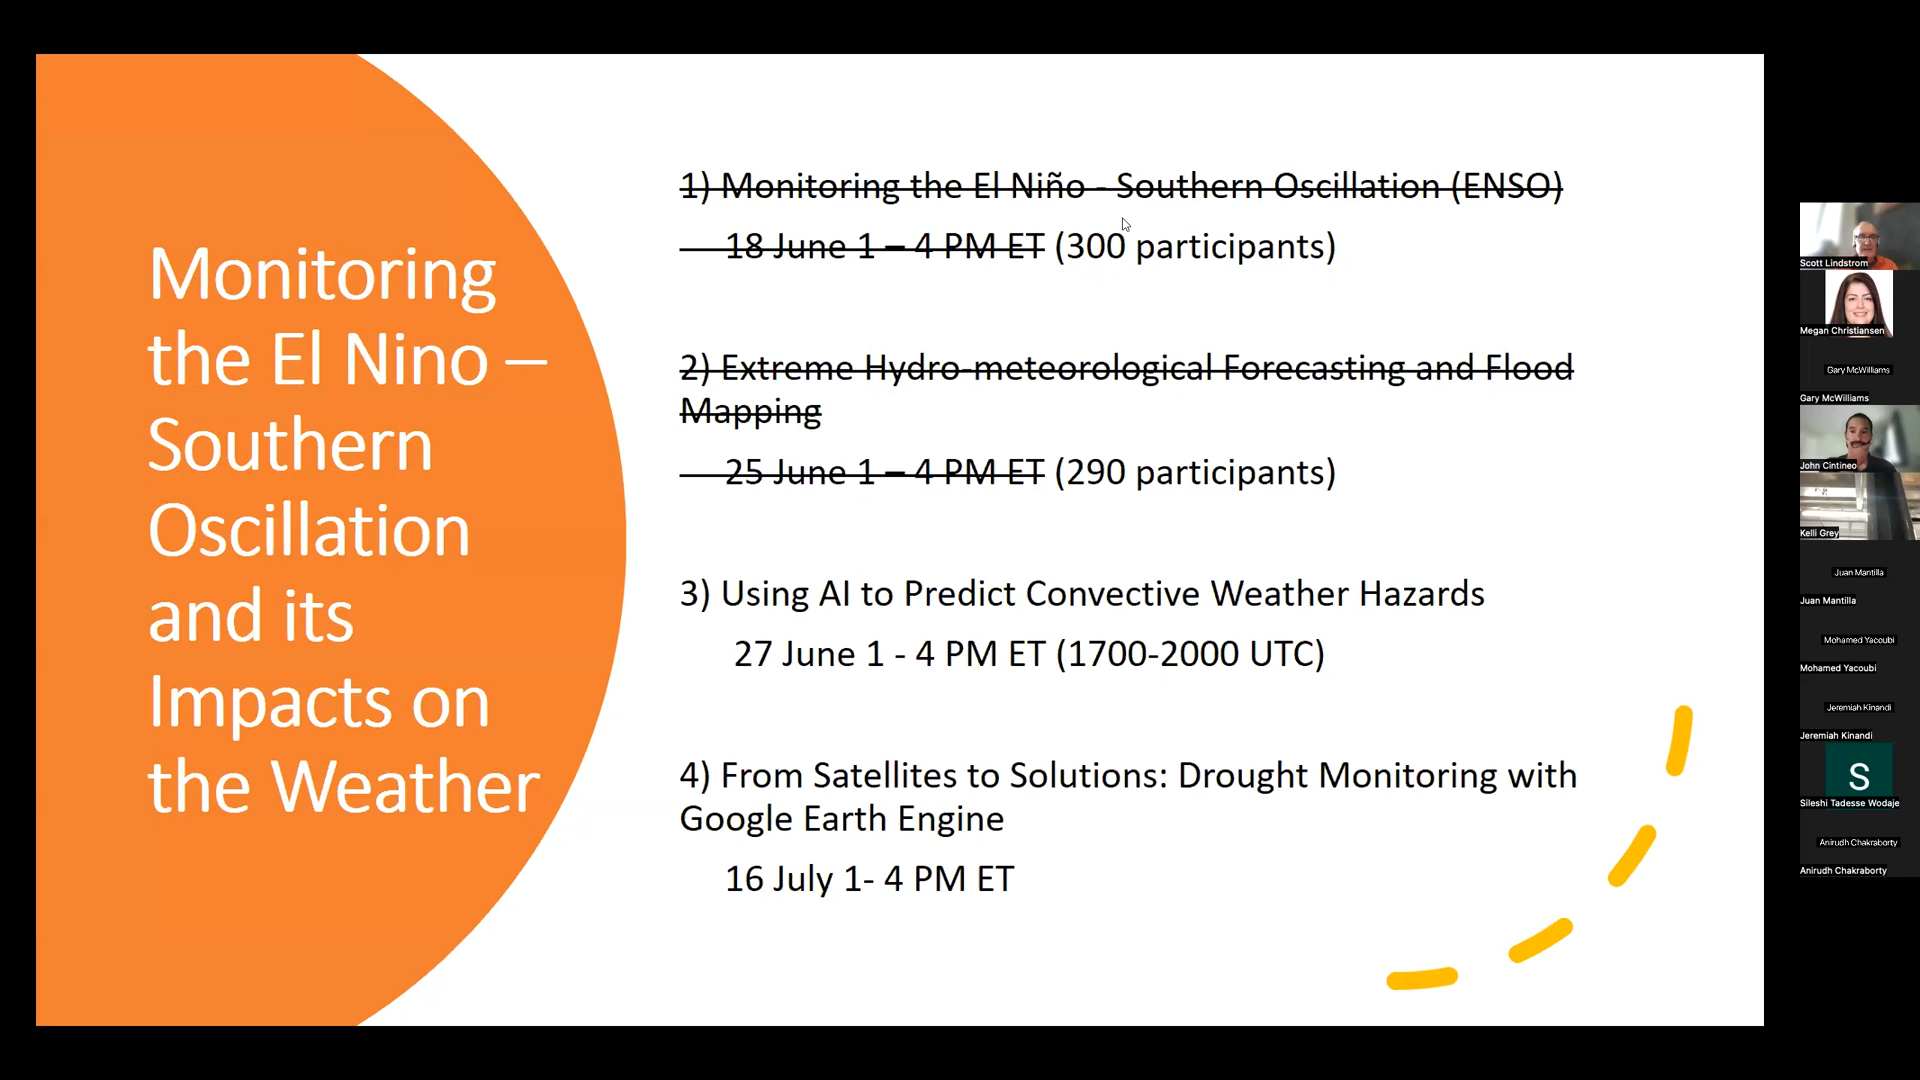 Monitoring
the El Nino –
Southern
Oscillation
and its
Impacts on
the Weather
1) Monitoring the El Niño - Southern Oscillation (ENSO)
18 June 1 – 4 PM ET (300 participants)
2) Extreme Hydro-meteorological Forecasting and Flood
Mapping
25 June 1 – 4 PM ET (290 participants)
3) Using AI to Predict Convective Weather Hazards
27 June 1 - 4 PM ET (1700-2000 UTC)
4) From Satellites to Solutions: Drought Monitoring with
Google Earth Engine
16 July 1- 4 PM ET
Scott Lindstrom
Megan Christiansen
Gary McWilliams
Gary McWilliams
John Cintineo
Kelli Grey
Juan Mantilla
Juan Mantilla
Mohamed Yacoubi
Mohamed Yacoubi
Jeremiah Kinandi
Jeremiah Kinandi
S
Sileshi Tadesse Wodaje
Anirudh Chakraborty
Anirudh Chakraborty